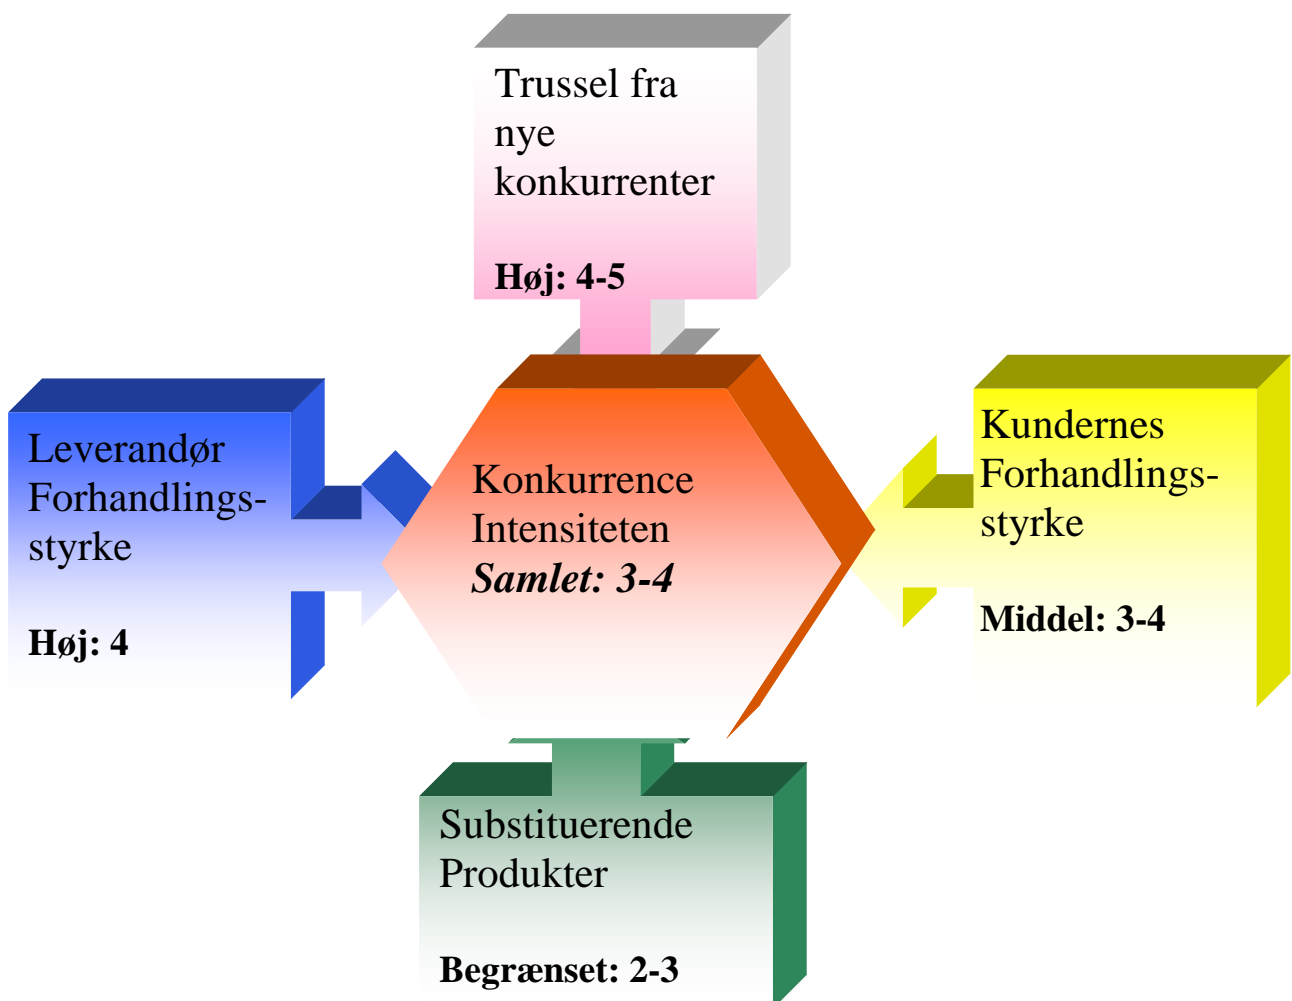 Trussel fra
nye
konkurrenter
Høj: 4-5
Leverandør
Forhandlings-
styrke
Høj: 4
Konkurrence
Intensiteten
Samlet: 3-4
Kundernes
Forhandlings-
styrke
Middel: 3-4
Substituerende
Produkter
Begrænset: 2-3